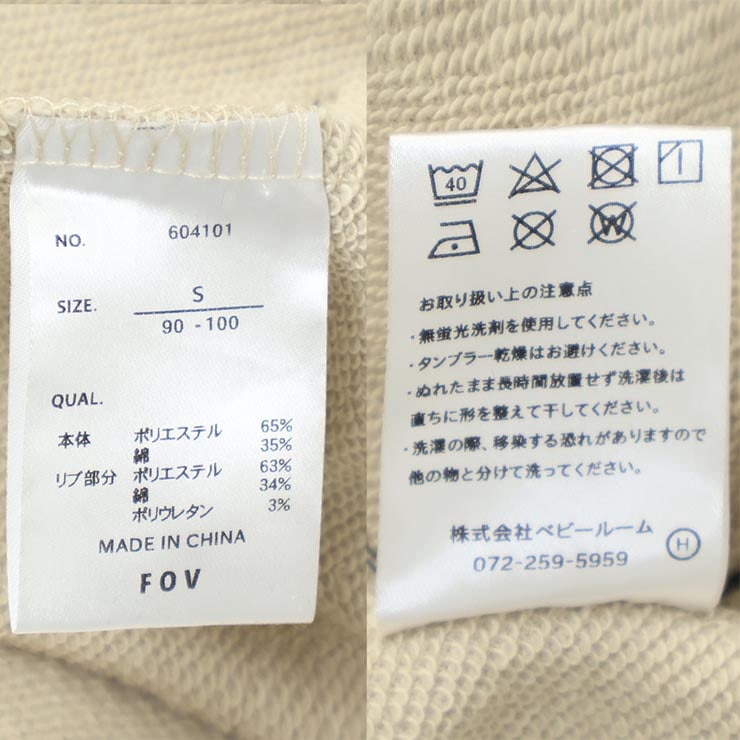 NO. 604101
SIZE. S
90 - 100
QUAL.
本体 ポリエステル 65%
綿 35%
リブ部分 ポリエステル 63%
綿 34%
ポリウレタン 3%
MADE IN CHINA
FOV
40
W
お取り扱い上の注意点
・無蛍光洗剤を使用してください。
・タンブラー乾燥はお避けください。
・ぬれたまま長時間放置せず洗濯後は
直ちに形を整えて干してください。
・洗濯の際、移染する恐れがありますので
他の物と分けて洗ってください。
株式会社ベビールーム
072-259-5959
H